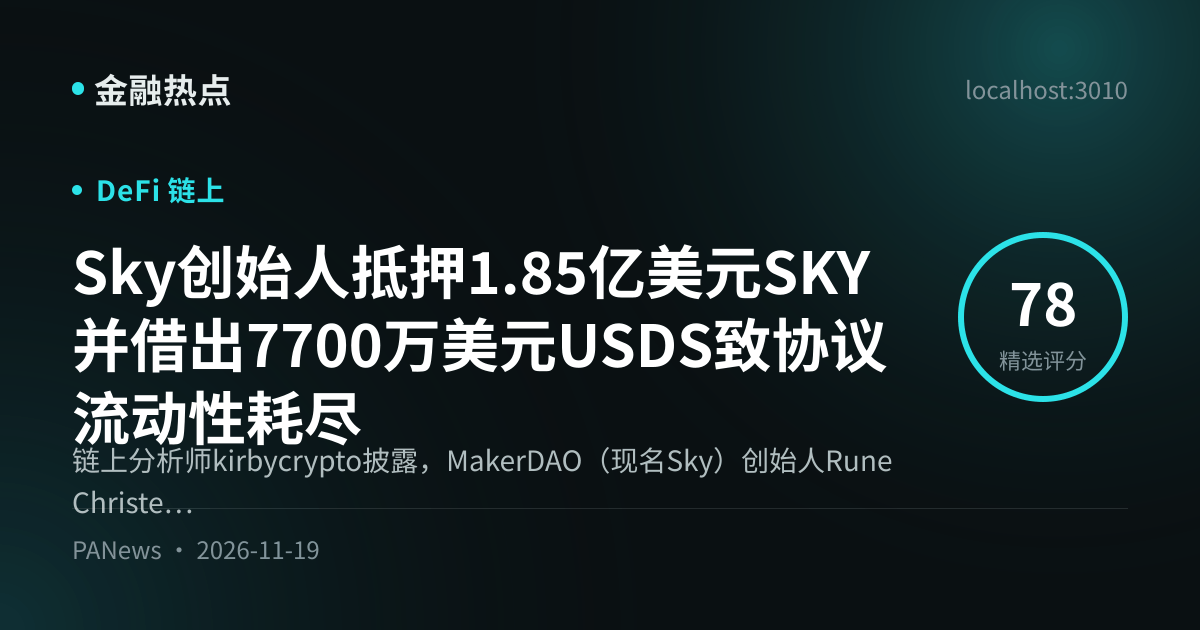 金融热点
localhost:3010
DeFi 链上
Sky创始人抵押1.85亿美元SKY
并借出7700万美元USDS致协议
流动性耗尽
78
精选评分
链上分析师kirbycrypto披露，MakerDAO（现名Sky）创始人Rune
Christe…
PANews · 2026-11-19